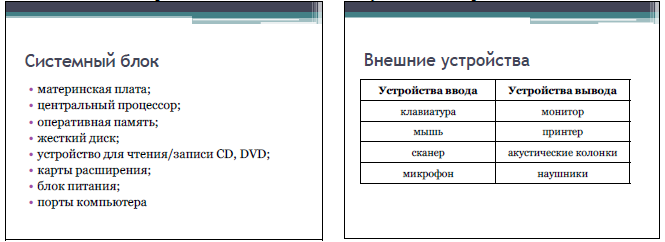 Системный блок
• материнская плата;
• центральный процессор;
• оперативная память;
• жесткий диск;
• устройство для чтения/записи CD, DVD;
• карты расширения;
• блок питания;
• порты компьютера
Внешние устройства
Устройства ввода Устройства вывода
клавиатура монитор
мышь принтер
сканер акустические колонки
микрофон наушники